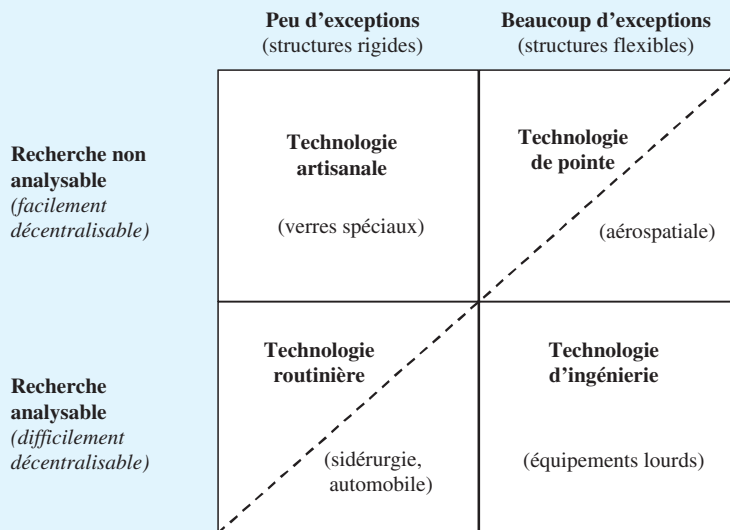 Peu d'exceptions
(structures rigides)
Beaucoup d'exceptions
(structures flexibles)
Recherche non
analysable
(facilement
décentralisable)
Technologie
artisanale
(verres spéciaux)
Technologie
de pointe
(aérospatiale)
Recherche
analysable
(difficilement
décentralisable)
Technologie
routinière
(sidérurgie,
automobile)
Technologie
d'ingénierie
(équipements lourds)